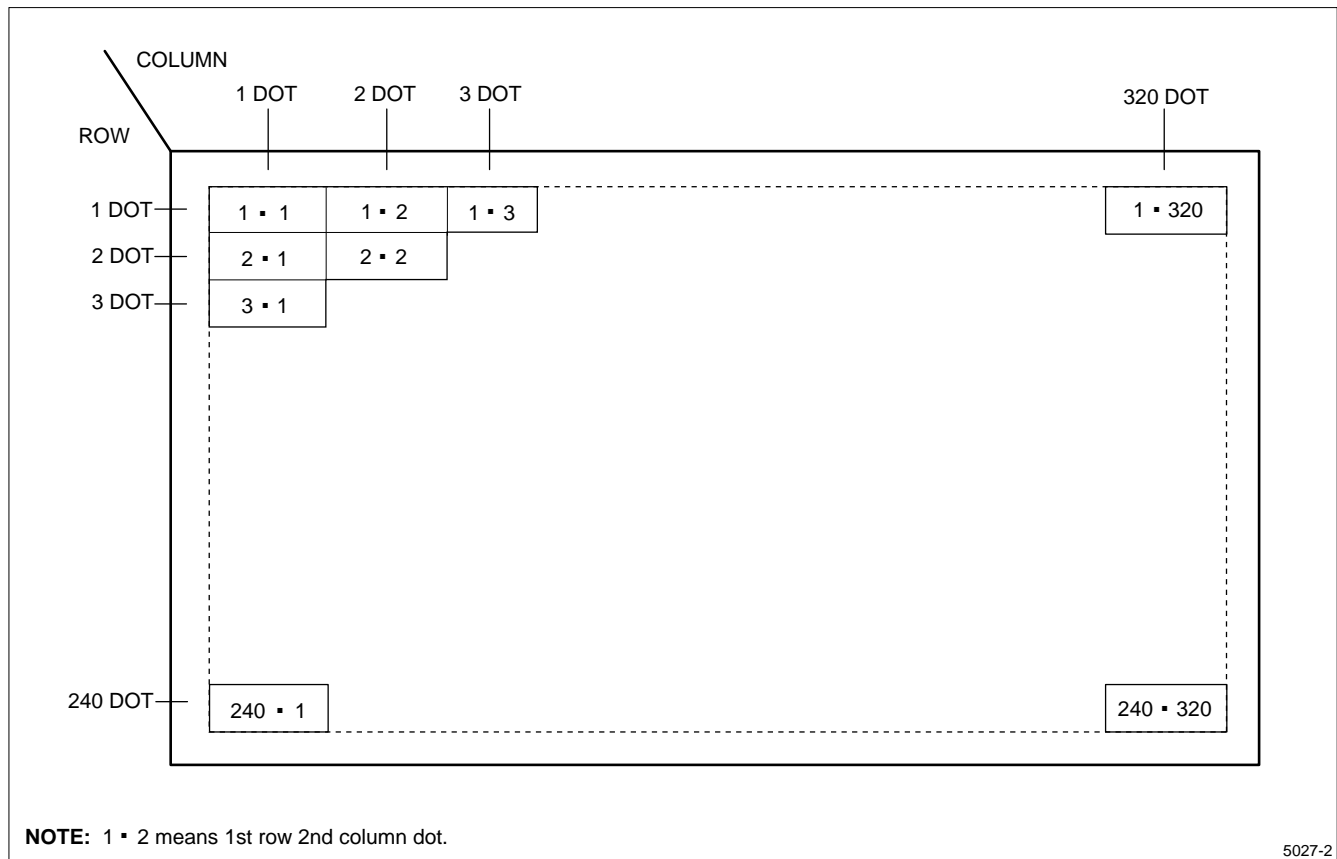 COLUMN
1 DOT 2 DOT 3 DOT 320 DOT
ROW
1 DOT 1 ▪ 1 1 ▪ 2 1 ▪ 3 1 ▪ 320
2 DOT 2 ▪ 1 2 ▪ 2
3 DOT 3 ▪ 1
240 DOT 240 ▪ 1 240 ▪ 320
NOTE: 1 ▪ 2 means 1st row 2nd column dot.
5027-2